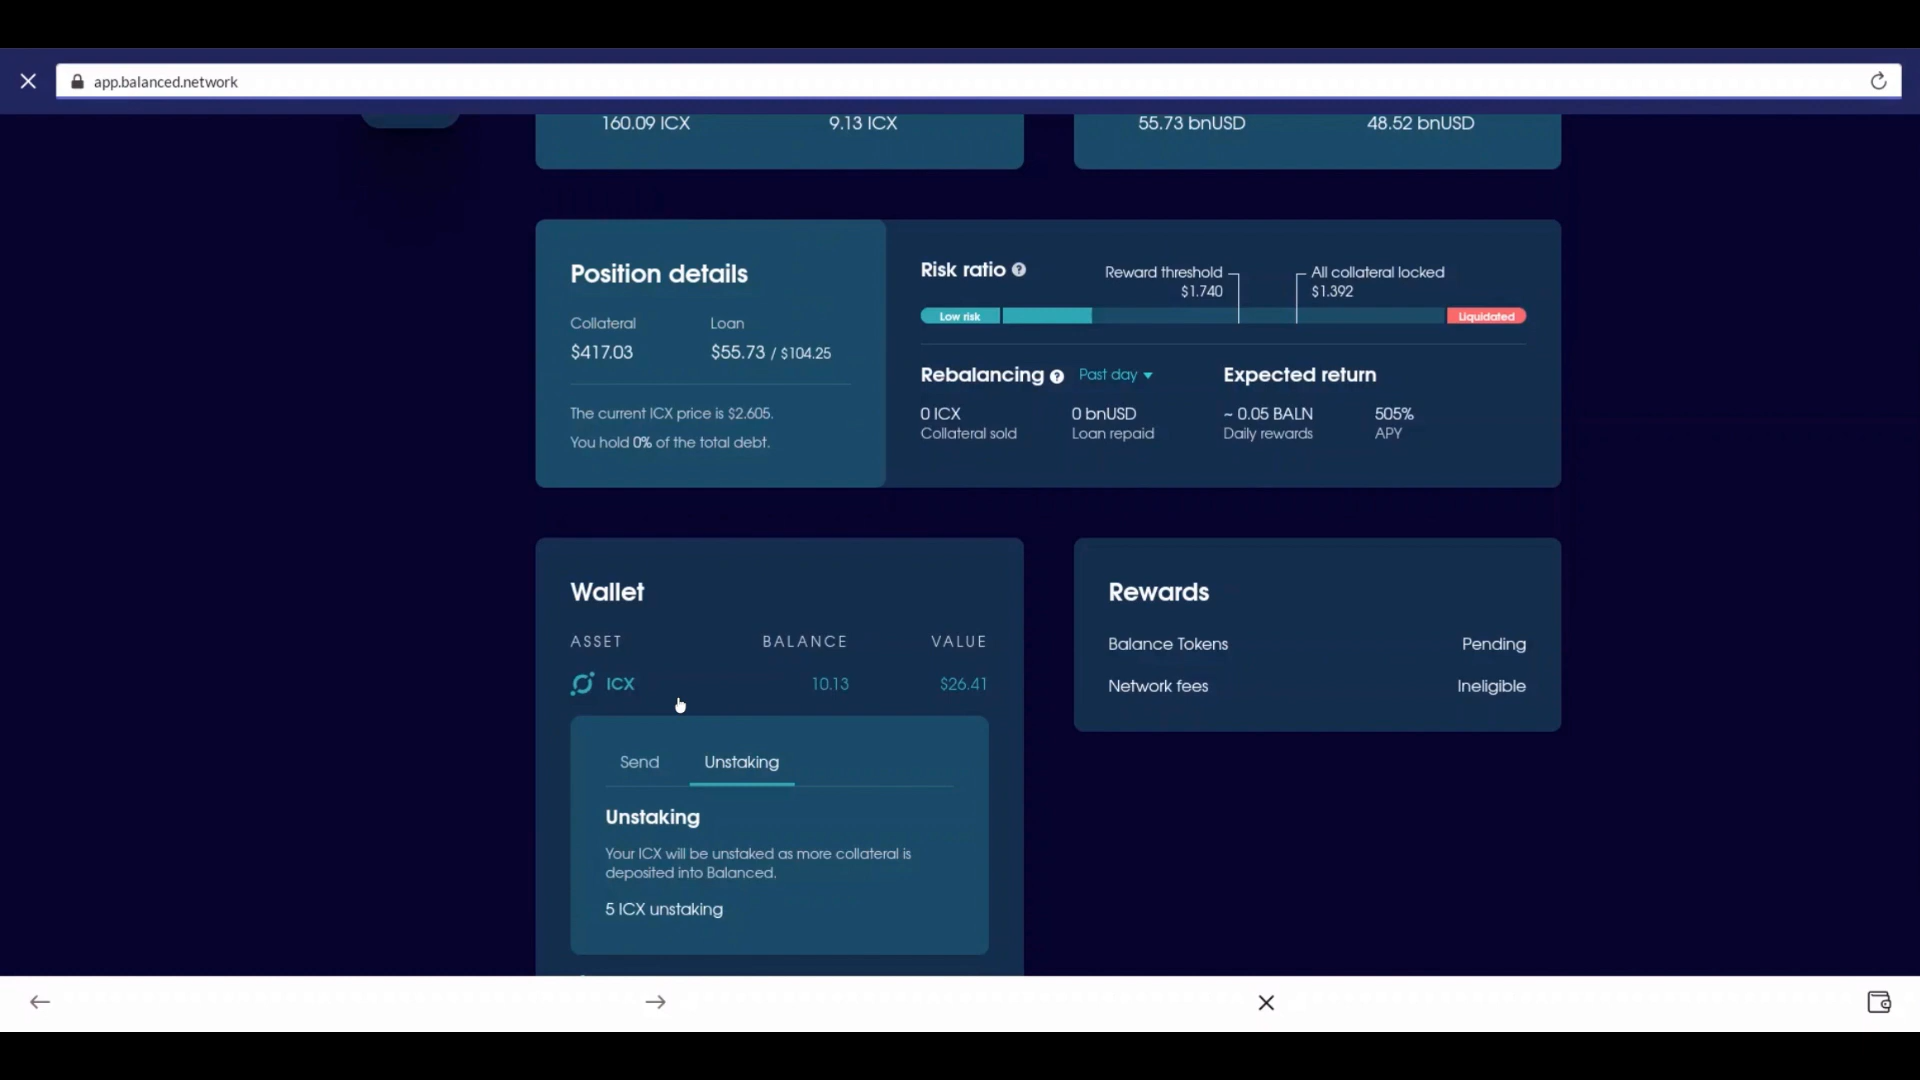 app.balanced.network
160.09 ICX 9.13 ICX 55.73 bnUSD 48.52 bnUSD
Position details
Collateral Loan
$417.03 $55.73 / $104.25
The current ICX price is $2.605.
You hold 0% of the total debt.
Risk ratio ?
Reward threshold
$1.740
All collateral locked
$1.392
Low risk
Liquidated
Rebalancing ? Past day
0 ICX 0 bnUSD
Collateral sold Loan repaid
Expected return
~ 0.05 BALN 505%
Daily rewards APY
Wallet
ASSET BALANCE VALUE
ICX 10.13 $26.41
Send Unstaking
Unstaking
Your ICX will be unstaked as more collateral is
deposited into Balanced.
5 ICX unstaking
Rewards
Balance Tokens Pending
Network fees Ineligible